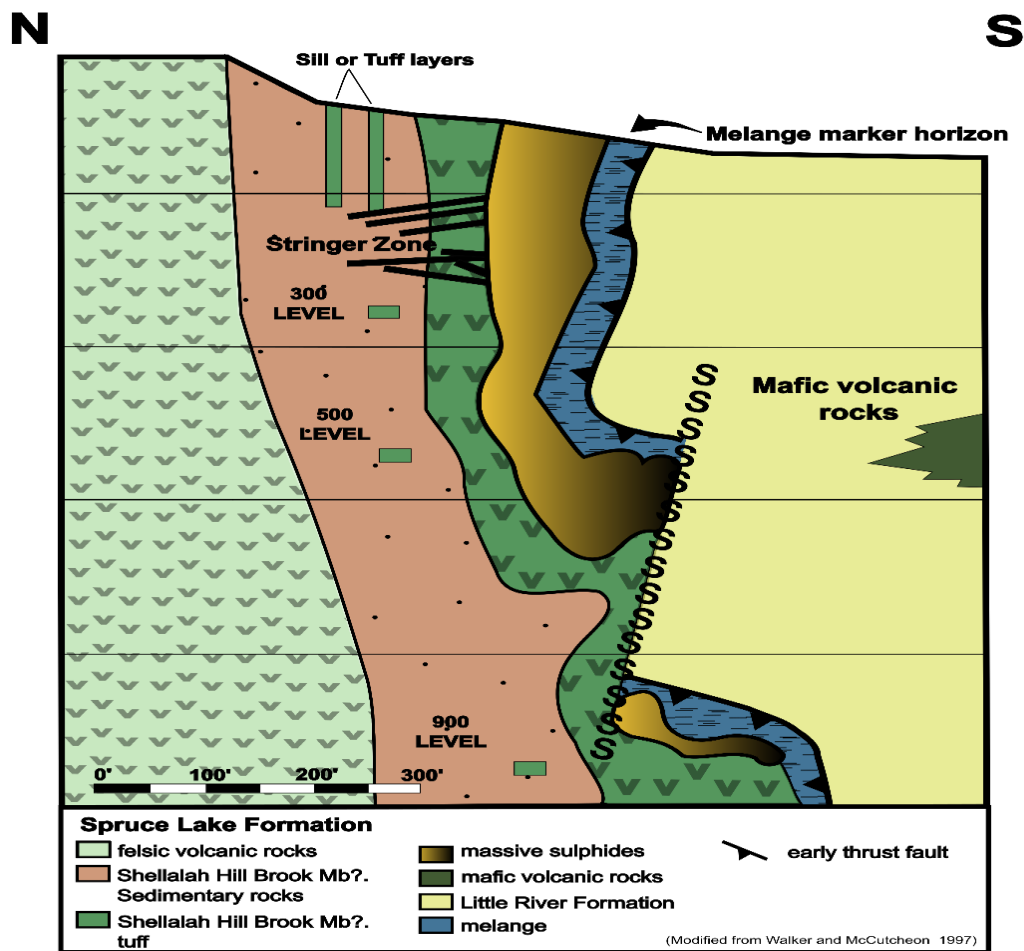 N
S
Sill or Tuff layers
Melange marker horizon
Stringer Zone
300
LEVEL
Mafic volcanic
rocks
500
LEVEL
SSSSSSSSSSSSSSSSSS
900
LEVEL
0' 100' 200' 300'
Spruce Lake Formation
felsic volcanic rocks
Shellalah Hill Brook Mb?.
Sedimentary rocks
Shellalah Hill Brook Mb?.
tuff
massive sulphides
mafic volcanic rocks
Little River Formation
melange
early thrust fault
(Modified from Walker and McCutcheon 1997)